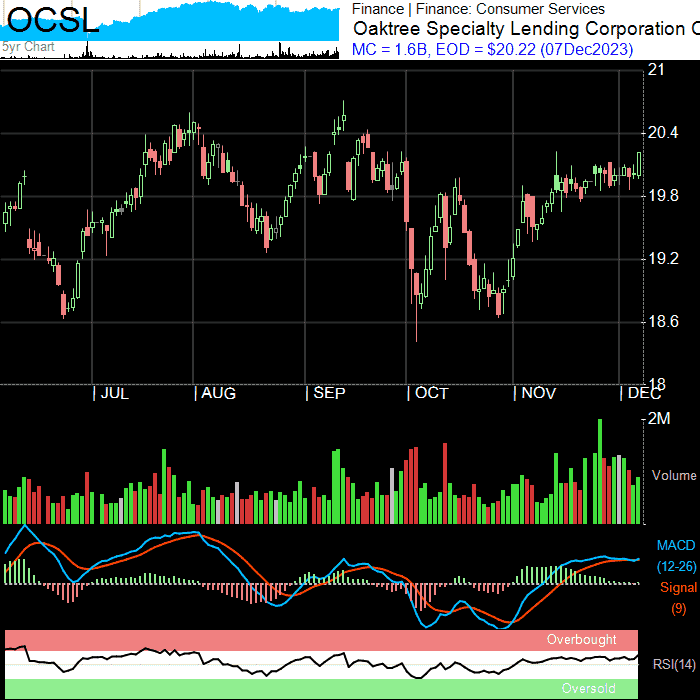 OCSL
5yr Chart
Finance | Finance: Consumer Services
Oaktree Specialty Lending Corporation C
MC = 1.6B, EOD = $20.22 (07Dec2023)
21
20.4
19.8
19.2
18.6
18
| JUL | AUG | SEP | OCT | NOV | DEC
2M
Volume
MACD
(12-26)
Signal
(9)
Overbought
RSI(14)
Oversold